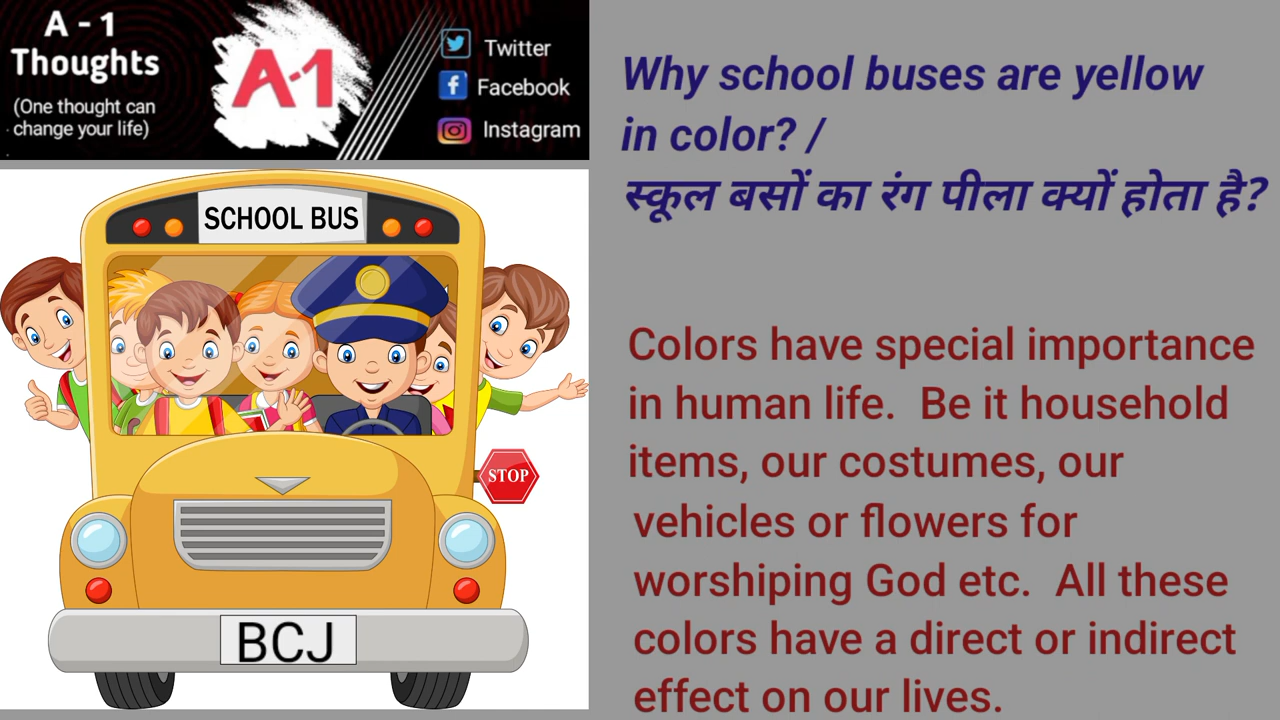 A - 1
Thoughts
(One thought can
change your life)
A-1
Twitter
Facebook
Instagram
SCHOOL BUS
STOP
BCJ
Why school buses are yellow
in color? /
स्कूल बसों का रंग पीला क्यों होता है?
Colors have special importance
in human life. Be it household
items, our costumes, our
vehicles or flowers for
worshiping God etc. All these
colors have a direct or indirect
effect on our lives.